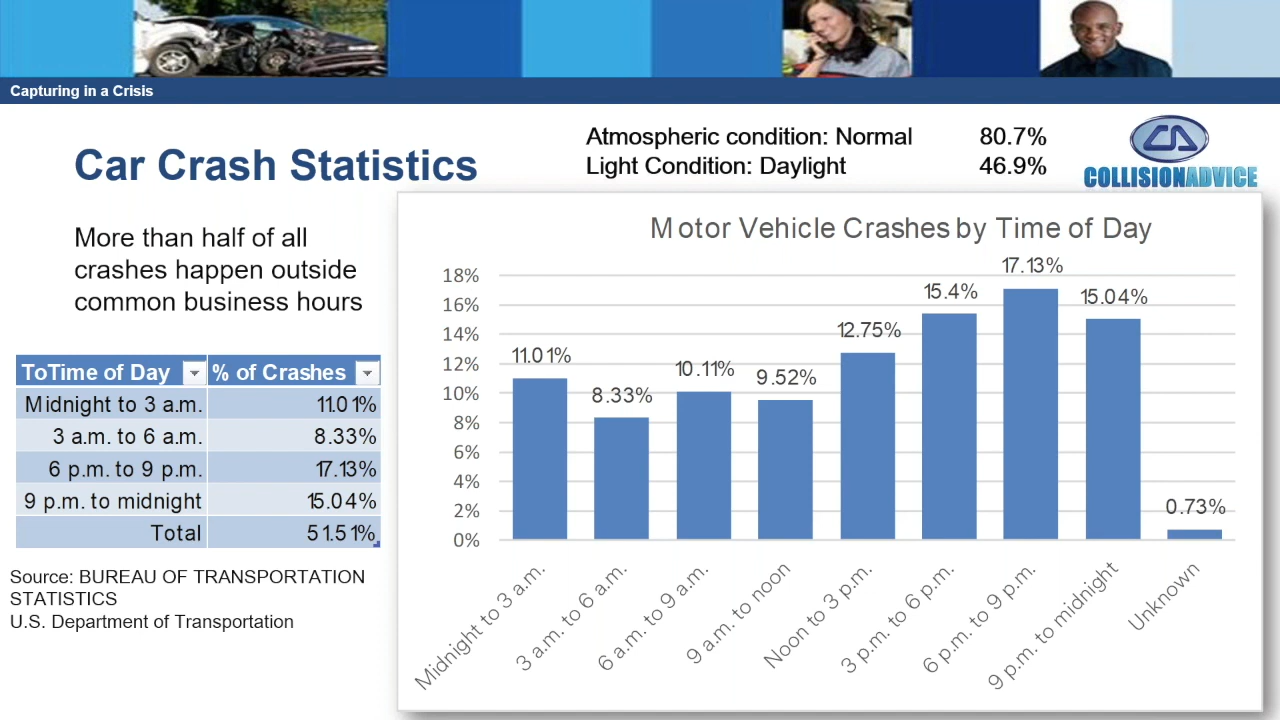 Capturing in a Crisis
Car Crash Statistics
Atmospheric condition: Normal 80.7%
Light Condition: Daylight 46.9%
CA
COLLISIONADVICE
More than half of all
crashes happen outside
common business hours
ToTime of Day % of Crashes
Midnight to 3 a.m. 11.01%
3 a.m. to 6 a.m. 8.33%
6 p.m. to 9 p.m. 17.13%
9 p.m. to midnight 15.04%
Total 51.51%
Source: BUREAU OF TRANSPORTATION
STATISTICS
U.S. Department of Transportation
Motor Vehicle Crashes by Time of Day
18%
16%
14%
12%
10%
8%
6%
4%
2%
0%
11.01%
8.33%
10.11%
9.52%
12.75%
15.4%
17.13%
15.04%
0.73%
Midnight to 3 a.m.
3 a.m. to 6 a.m.
6 a.m. to 9 a.m.
9 a.m. to noon
Noon to 3 p.m.
3 p.m. to 6 p.m.
6 p.m. to 9 p.m.
9 p.m. to midnight
Unknown